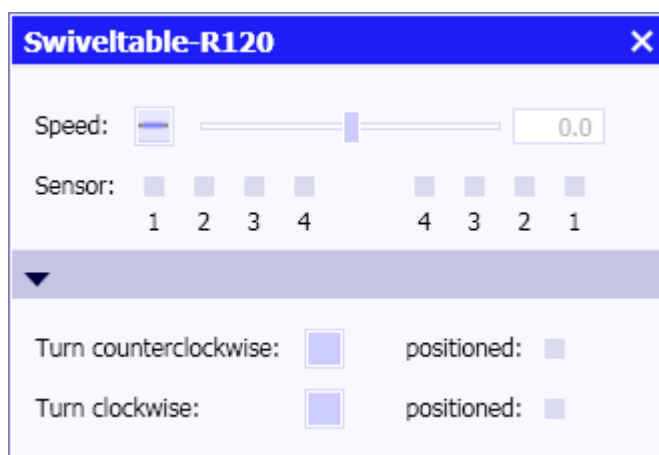 Swiveltable-R120
Speed: 0.0
Sensor:
1 2 3 4 4 3 2 1
Turn counterclockwise: positioned:
Turn clockwise: positioned: